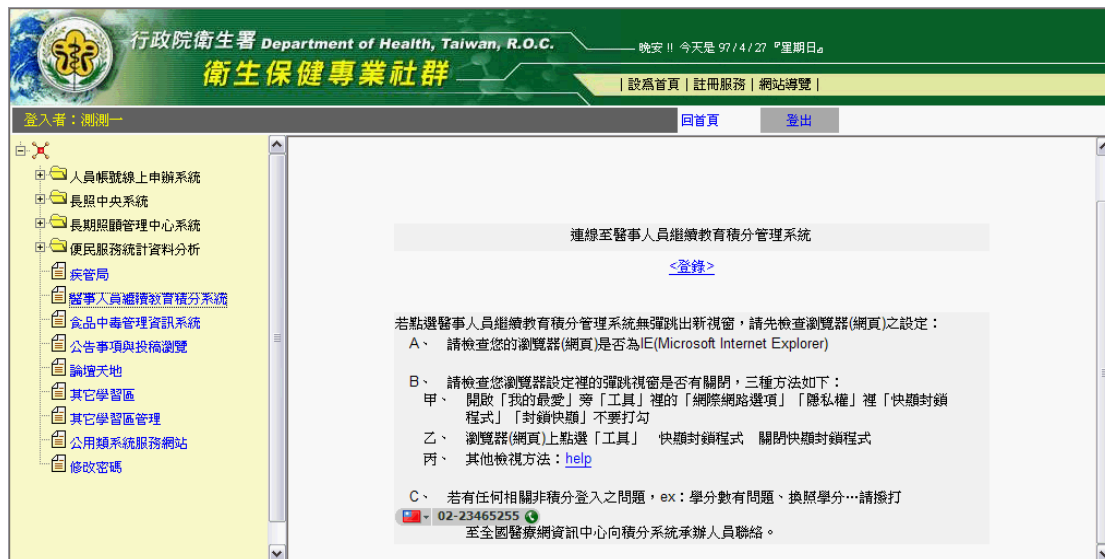 行政院衛生署 Department of Health, Taiwan, R.O.C.
衛生保健專業社群
晚安 !! 今天是 97/4/27『星期日』
| 設為首頁 | 註冊服務 | 網站導覽 |
登入者：測測一
回首頁
登出
人員帳號線上申辦系統
長照中央系統
長期照顧管理中心系統
便民服務統計資料分析
疾管局
醫事人員繼續教育積分系統
食品中毒管理資訊系統
公告事項與投稿瀏覽
論壇天地
其它學習區
其它學習區管理
公用類系統服務網站
修改密碼
連線至醫事人員繼續教育積分管理系統
<登錄>
若點選醫事人員繼續教育積分管理系統無彈跳出新視窗，請先檢查瀏覽器(網頁)之設定：
A、 請檢查您的瀏覽器(網頁)是否為IE(Microsoft Internet Explorer)
B、 請檢查您瀏覽器設定裡的彈跳視窗是否有關閉，三種方法如下：
甲、 開啟「我的最愛」旁「工具」裡的「網際網路選項」「隱私權」裡「快顯封鎖
程式」「封鎖快顯」不要打勾
乙、 瀏覽器(網頁)上點選「工具」 快顯封鎖程式 關閉快顯封鎖程式
丙、 其他檢視方法：help
C、 若有任何相關非積分登入之問題，ex：學分數有問題、換照學分…請撥打
02-23465255
至全國醫療網資訊中心向積分系統承辦人員聯絡。